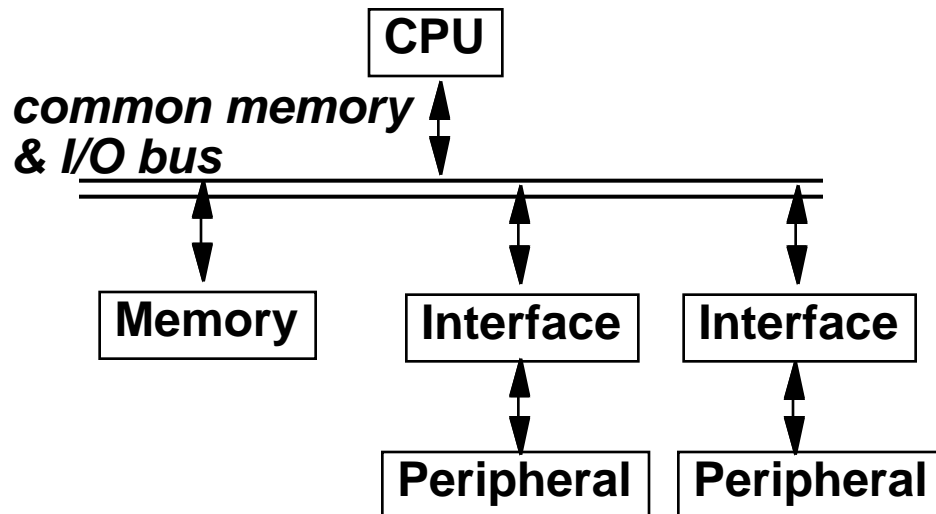 CPU
common memory
& I/O bus
Memory
Interface
Interface
Peripheral
Peripheral